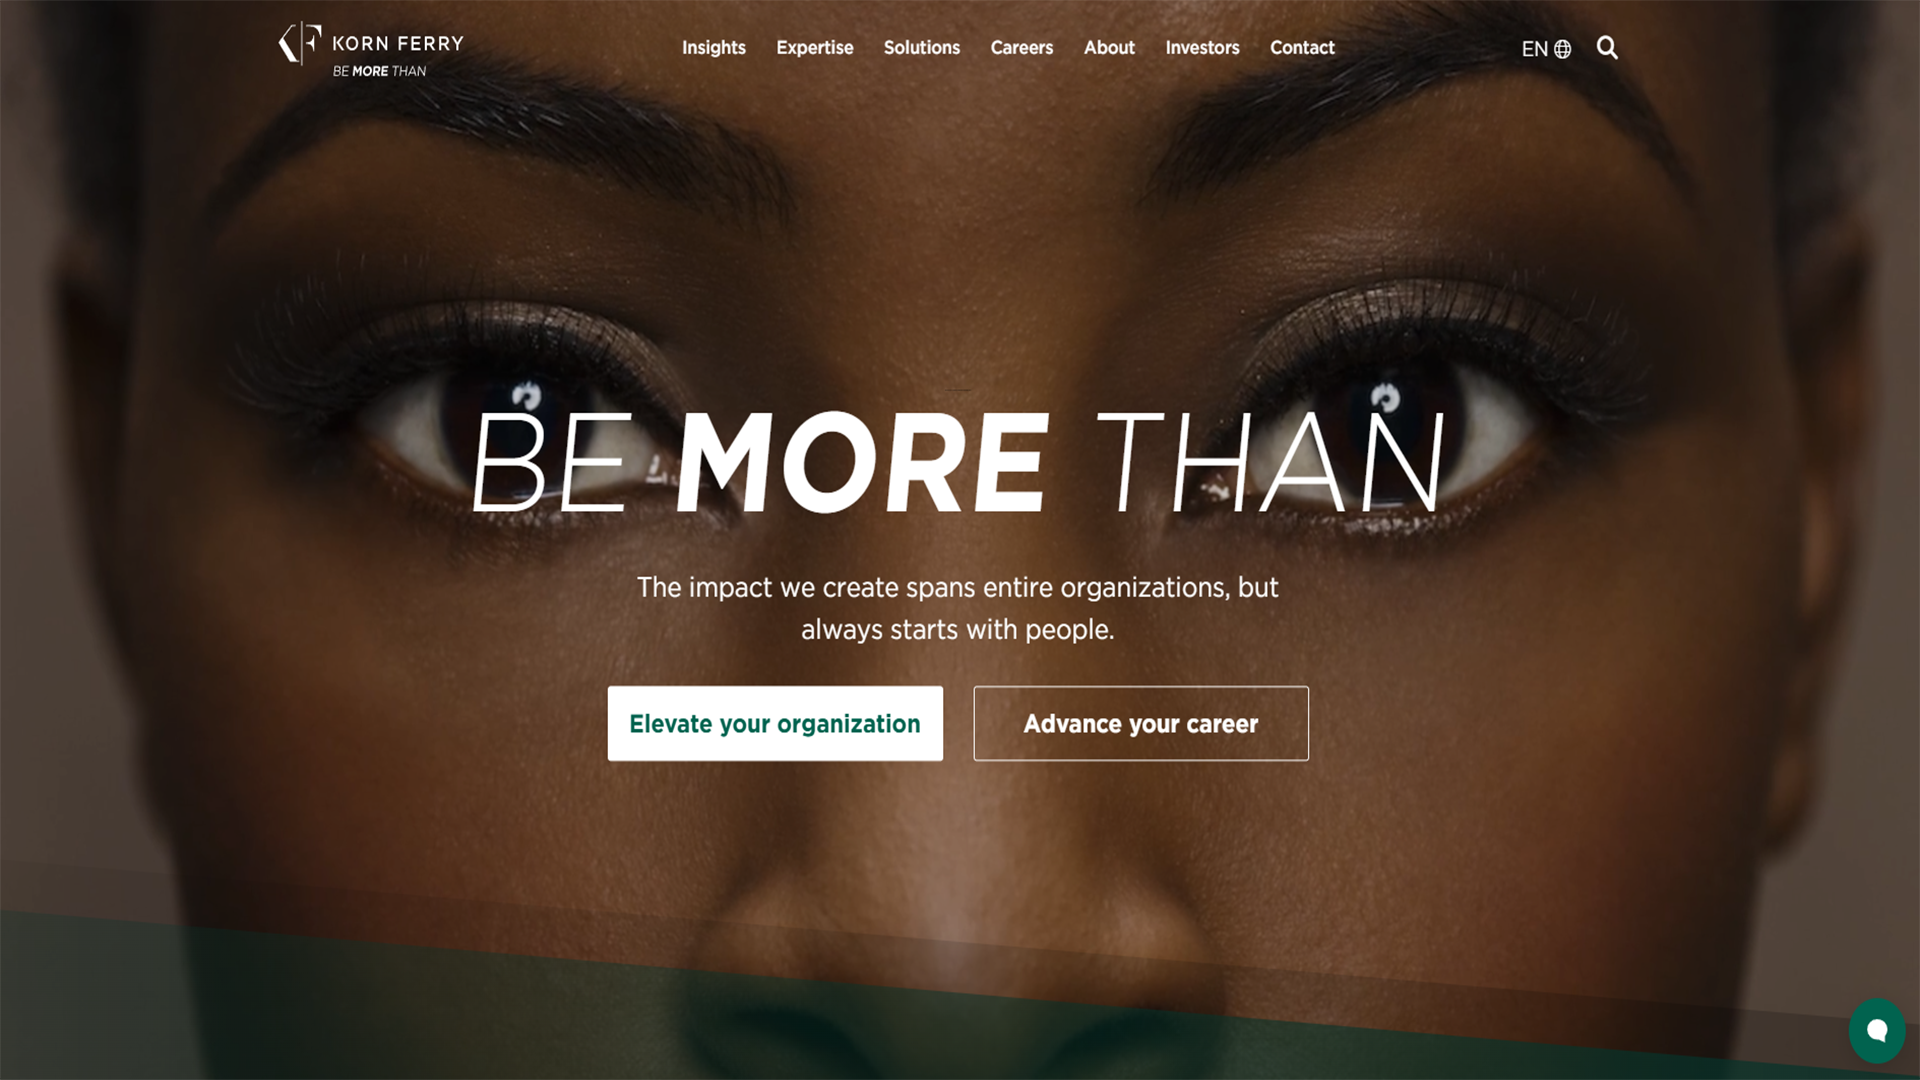 KORN FERRY
BE MORE THAN
Insights
Expertise
Solutions
Careers
About
Investors
Contact
EN
BE MORE THAN
The impact we create spans entire organizations, but
always starts with people.
Elevate your organization
Advance your career